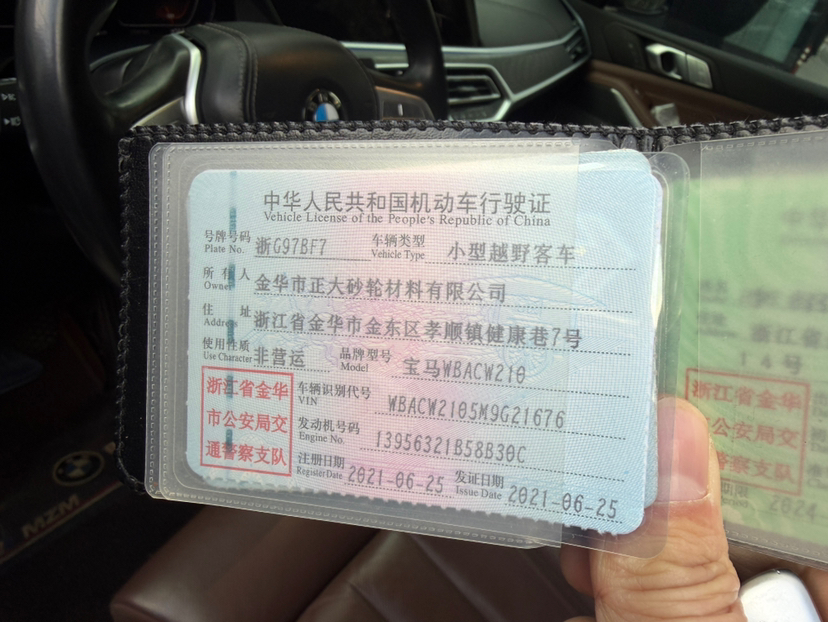 中华人民共和国机动车行驶证
Vehicle License of the People's Republic of China
号牌号码 浙G97BF7 车辆类型 小型越野客车
Plate No. Vehicle Type
所有人 金华市正大砂轮材料有限公司
Owner
住址 浙江省金华市金东区孝顺镇健康巷7号
Address
使用性质 非营运 品牌型号 宝马WBACW210
Use Character Model
浙江省金华
市公安局交
通警察支队
车辆识别代号 WBACW2105M9G21676
VIN
发动机号码 13956321B58B30C
Engine No.
注册日期 2021-06-25 发证日期 2021-06-25
Register Date Issue Date
浙江省金华
公安局交
警察支队
14号
2024-
MZM